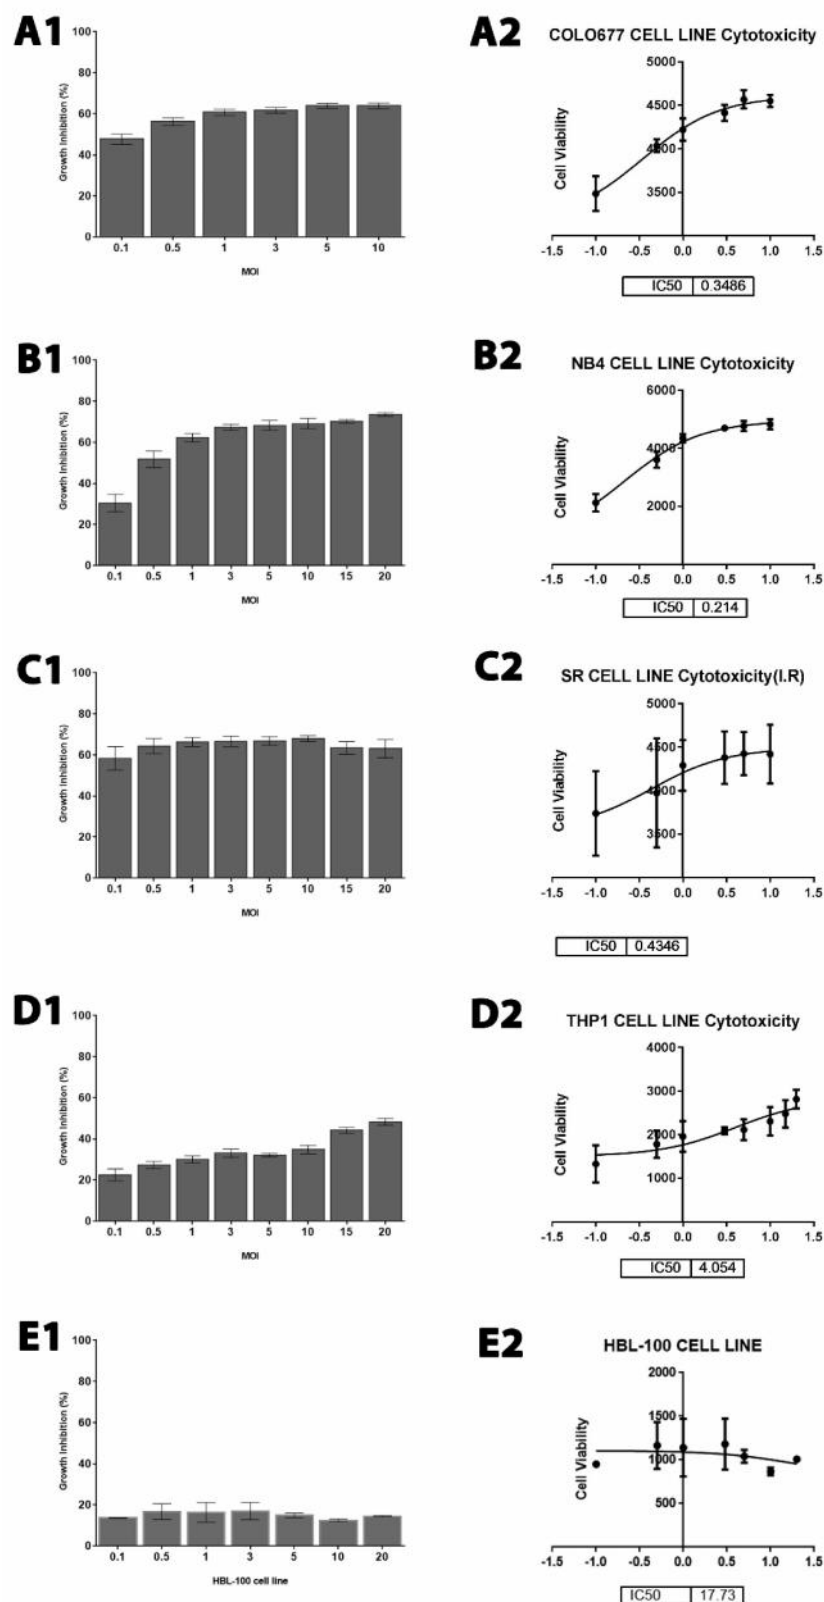 A1
100
80
60
40
20
0
Growth Inhibition (%)
0.1 0.5 1 3 5 10
MOI
A2
COLO677 CELL LINE Cytotoxicity
5000
4500
3500
Cell Viability
-1.5 -1.0 -0.5 0.0 0.5 1.0 1.5
IC50 0.3486
B1
100
80
60
40
20
0
Growth Inhibition (%)
0.1 0.5 1 3 5 10 15 20
MOI
B2
NB4 CELL LINE Cytotoxicity
6000
4000
2000
Cell Viability
-1.5 -1.0 -0.5 0.0 0.5 1.0 1.5
IC50 0.214
C1
100
80
60
40
20
0
Growth Inhibition (%)
0.1 0.5 1 3 5 10 15 20
MOI
C2
SR CELL LINE Cytotoxicity(I.R)
5000
3500
Cell Viability
-1.5 -1.0 -0.5 0.0 0.5 1.0 1.5
IC50 0.4346
D1
100
80
60
40
20
0
Growth Inhibition (%)
0.1 0.5 1 3 5 10 15 20
MOI
D2
THP1 CELL LINE Cytotoxicity
4000
3000
2000
1000
Cell Viability
-1.5 -1.0 -0.5 0.0 0.5 1.0 1.5
IC50 4.054
E1
100
80
60
40
20
0
Growth Inhibition (%)
0.1 0.5 1 3 5 10 20
HBL-100 cell line
E2
HBL-100 CELL LINE
2000
1500
1000
500
Cell Viability
-1.5 -1.0 -0.5 0.0 0.5 1.0 1.5
IC50 17.73